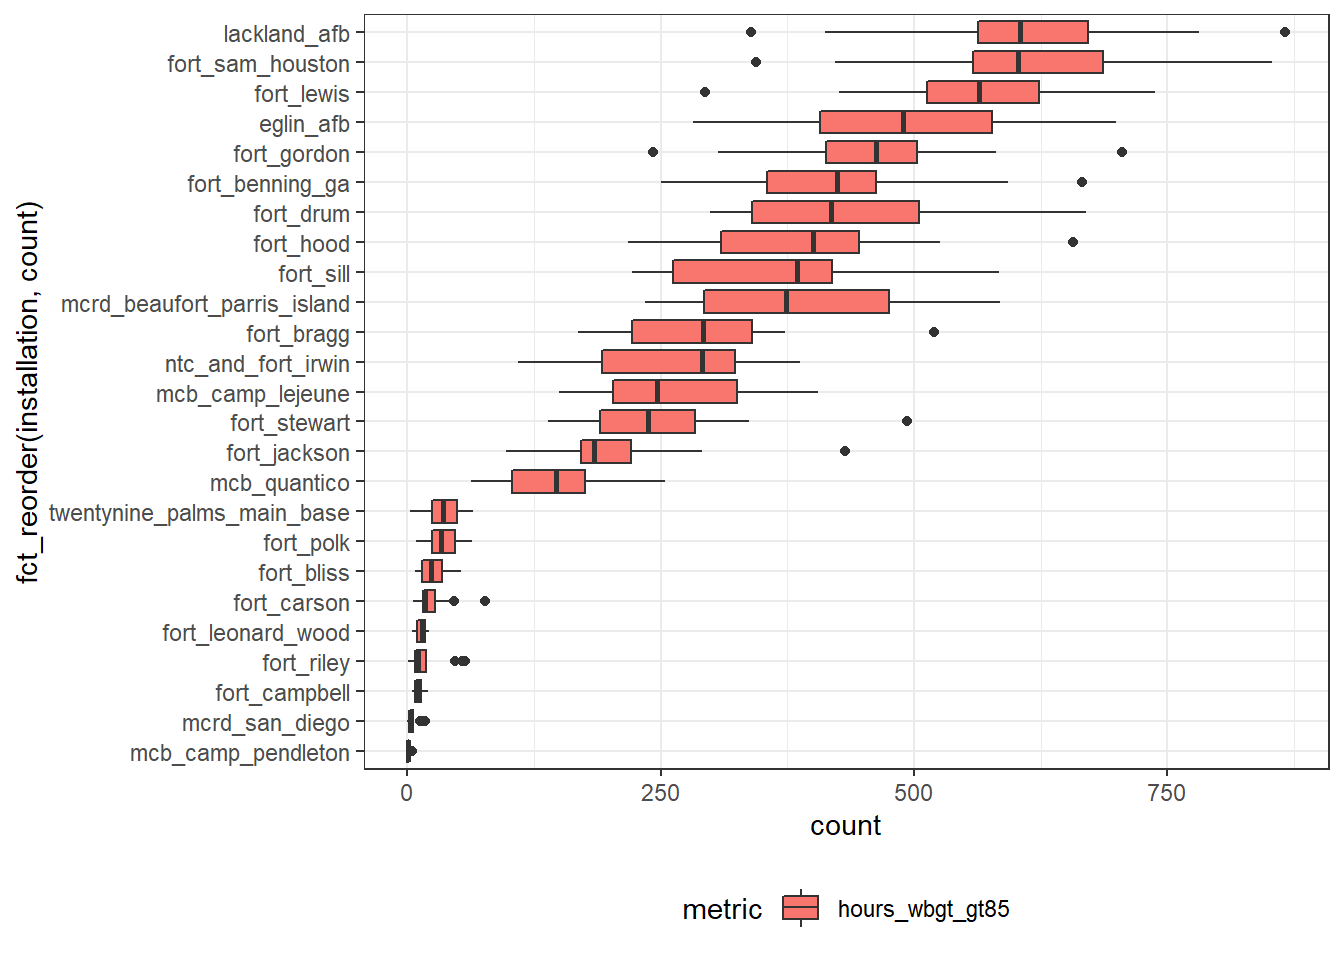 lackland_afb
fort_sam_houston
fort_lewis
eglin_afb
fort_gordon
fort_benning_ga
fort_drum
fort_hood
fort_sill
mcrd_beaufort_parris_island
fort_bragg
ntc_and_fort_irwin
mcb_camp_lejeune
fort_stewart
fort_jackson
mcb_quantico
twentynine_palms_main_base
fort_polk
fort_bliss
fort_carson
fort_leonard_wood
fort_riley
fort_campbell
mcrd_san_diego
mcb_camp_pendleton
fct_reorder(installation, count)
0 250 500 750
count
metric hours_wbgt_gt85